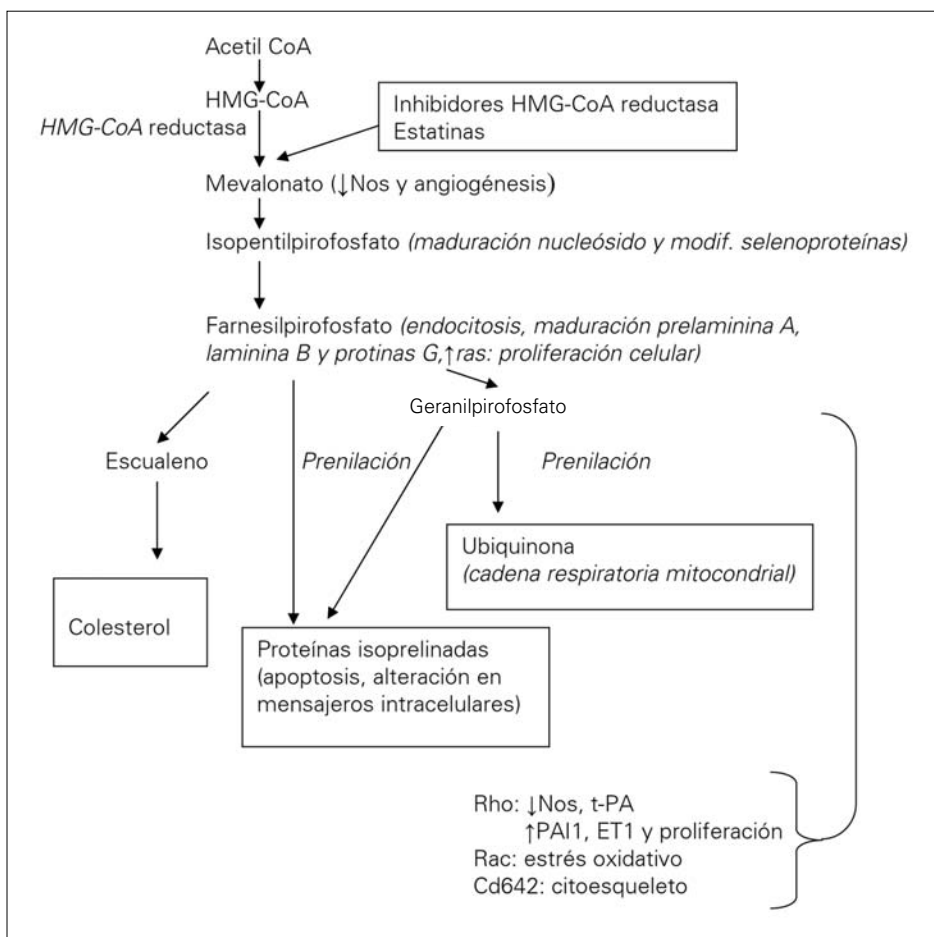 Acetil CoA
HMG-CoA
HMG-CoA reductasa
Inhibidores HMG-CoA reductasa
Estatinas
Mevalonato (↓Nos y angiogénesis)
Isopentilpirofosfato (maduración nucleósido y modif. selenoproteínas)
Farnesilpirofosfato (endocitosis, maduración prelaminina A,
laminina B y protinas G,↑ras: proliferación celular)
Geranilpirofosfato
Escualeno
Prenilación
Prenilación
Ubiquinona
(cadena respiratoria mitocondrial)
Colesterol
Proteínas isoprelinadas
(apoptosis, alteración en
mensajeros intracelulares)
Rho: ↓Nos, t-PA
↑PAI1, ET1 y proliferación
Rac: estrés oxidativo
Cd642: citoesqueleto